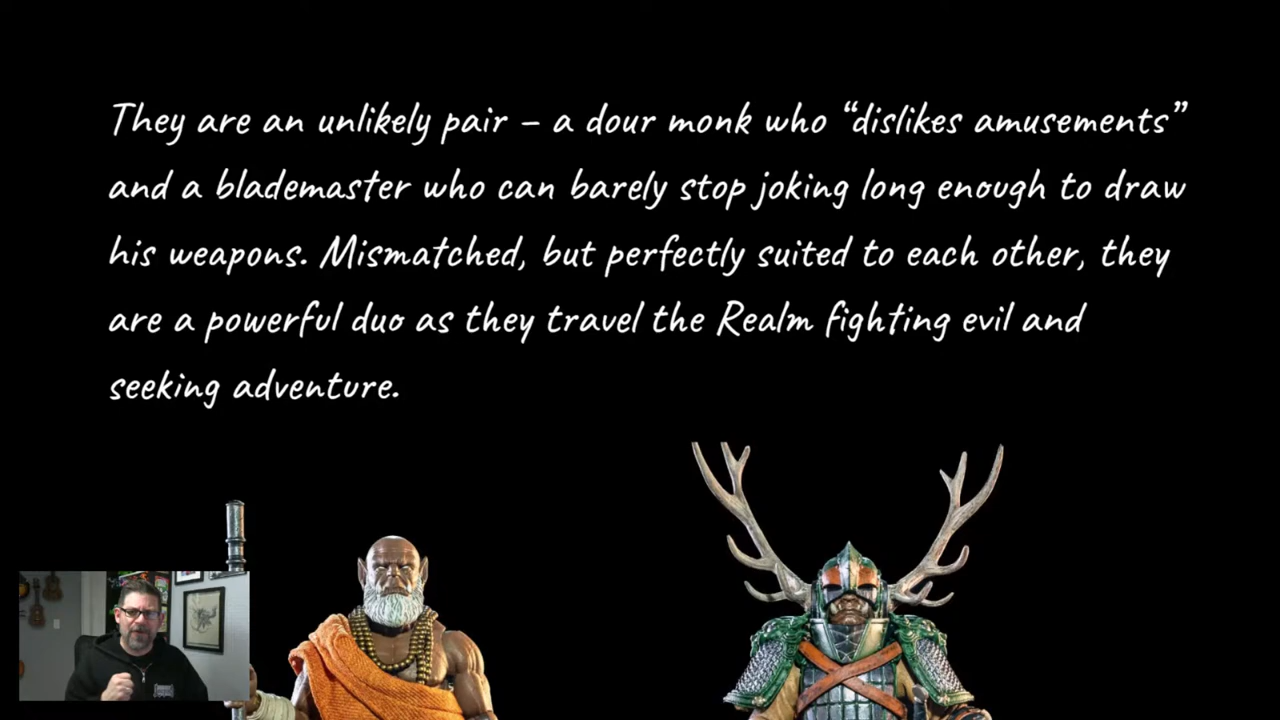 They are an unlikely pair – a dour monk who “dislikes amusements”
and a blademaster who can barely stop joking long enough to draw
his weapons. Mismatched, but perfectly suited to each other, they
are a powerful duo as they travel the Realm fighting evil and
seeking adventure.